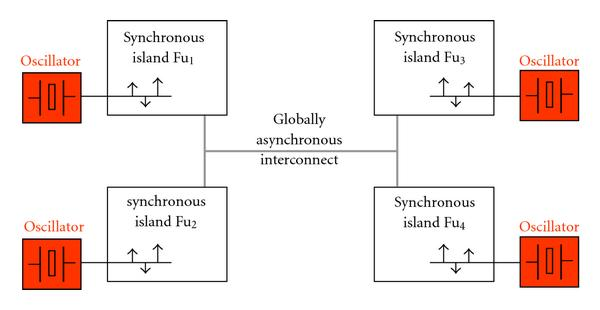 Oscillator
Synchronous
island Fu₁
Synchronous
island Fu₃
Oscillator
Globally
asynchronous
interconnect
Oscillator
synchronous
island Fu₂
Synchronous
island Fu₄
Oscillator